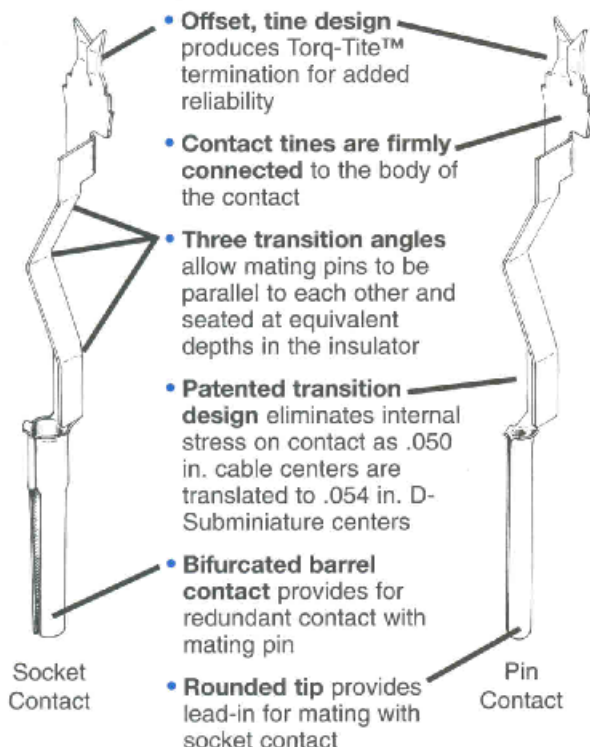 • Offset, tine design
produces Torq-Tite™
termination for added
reliability
• Contact tines are firmly
connected to the body of
the contact
• Three transition angles
allow mating pins to be
parallel to each other and
seated at equivalent
depths in the insulator
• Patented transition
design eliminates internal
stress on contact as .050
in. cable centers are
translated to .054 in. D-
Subminiature centers
• Bifurcated barrel
contact provides for
redundant contact with
mating pin
• Rounded tip provides
lead-in for mating with
socket contact
Socket
Contact
Pin
Contact